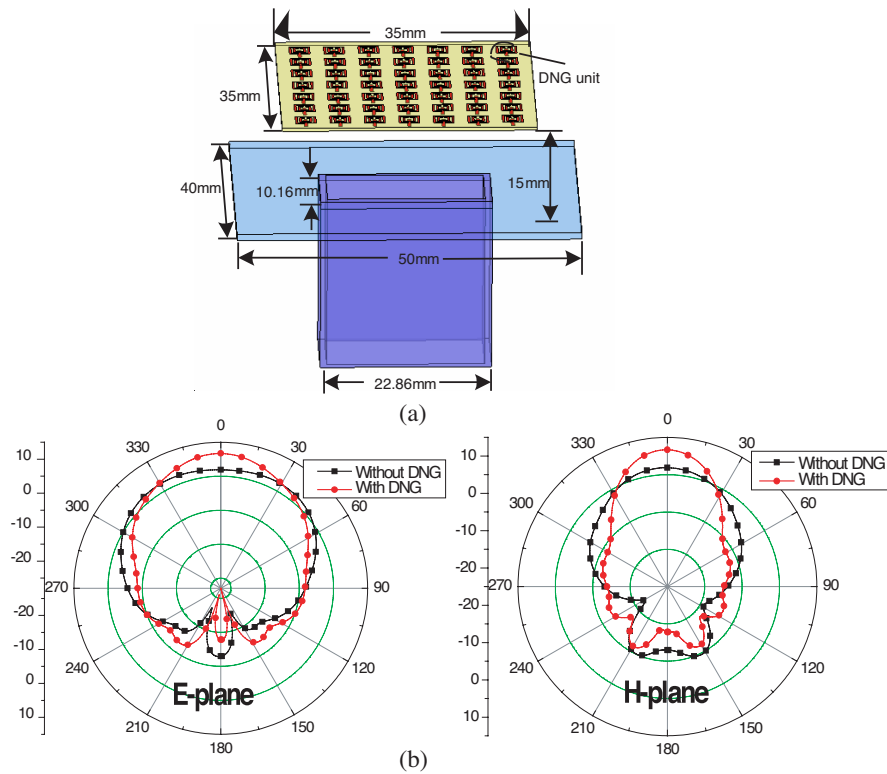 35mm
DNG unit
35mm
40mm
10.16mm
15mm
50mm
22.86mm
(a)
0
30
60
90
120
150
180
210
240
270
300
330
10
0
-10
-20
-20
-10
0
10
Without DNG
With DNG
E-plane
0
30
60
90
120
150
180
210
240
270
300
330
10
0
-10
-20
-20
-10
0
10
Without DNG
With DNG
H-plane
(b)